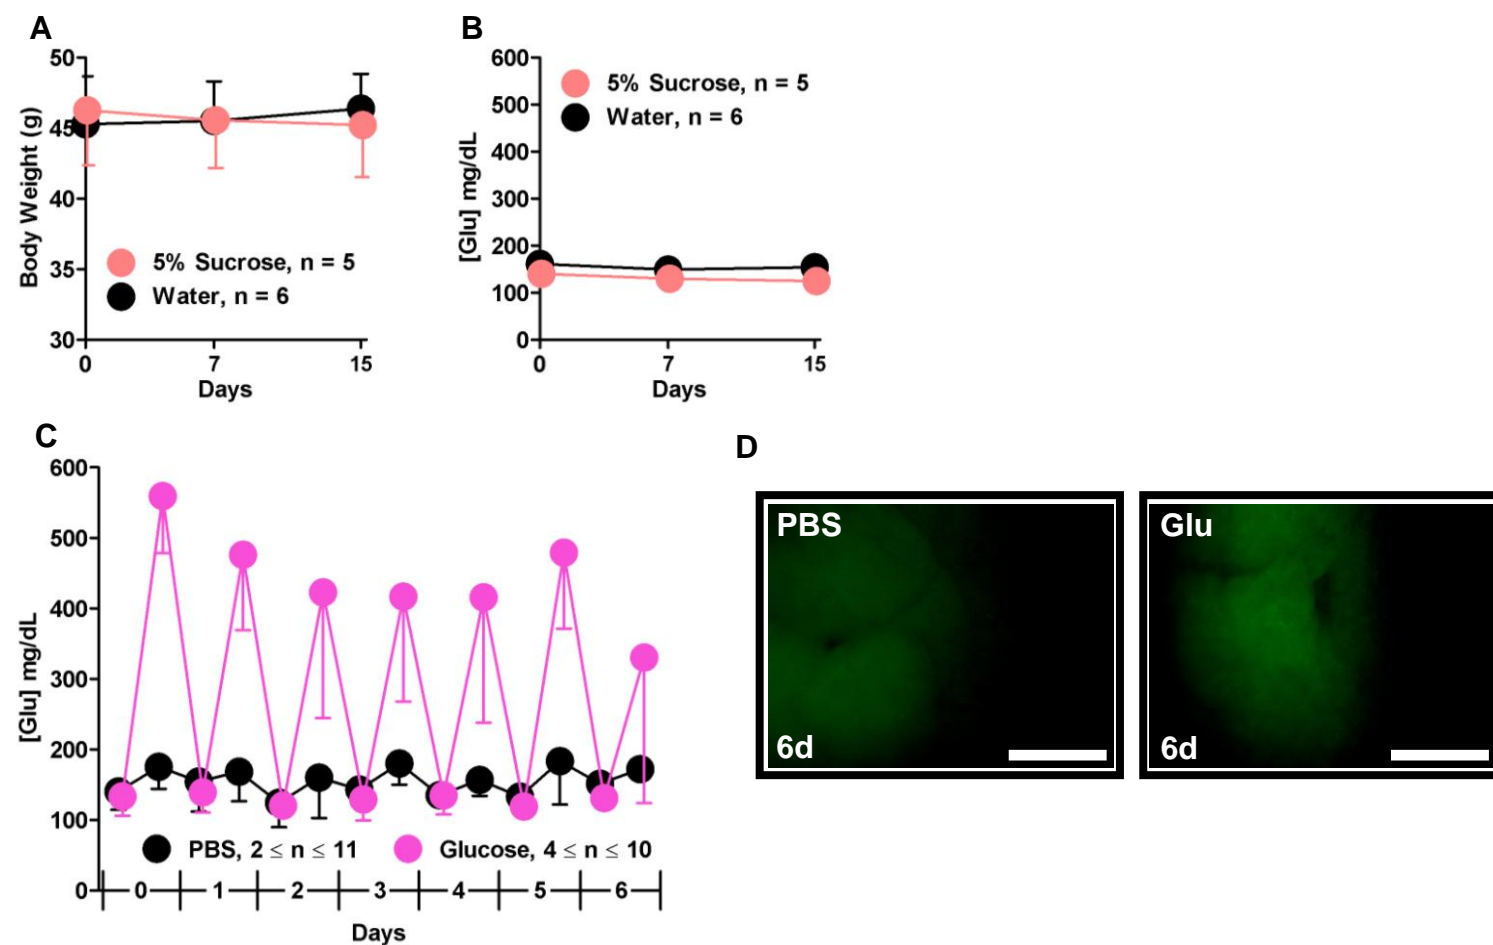 A
50
45
40
35
30
Body Weight (g)
5% Sucrose, n = 5
Water, n = 6
0 7 15
Days
B
600
500
400
300
200
100
0
[Glu] mg/dL
5% Sucrose, n = 5
Water, n = 6
0 7 15
Days
C
600
500
400
300
200
100
0
[Glu] mg/dL
PBS, 2 ≤ n ≤ 11 Glucose, 4 ≤ n ≤ 10
0 1 2 3 4 5 6
Days
D
PBS
6d
Glu
6d